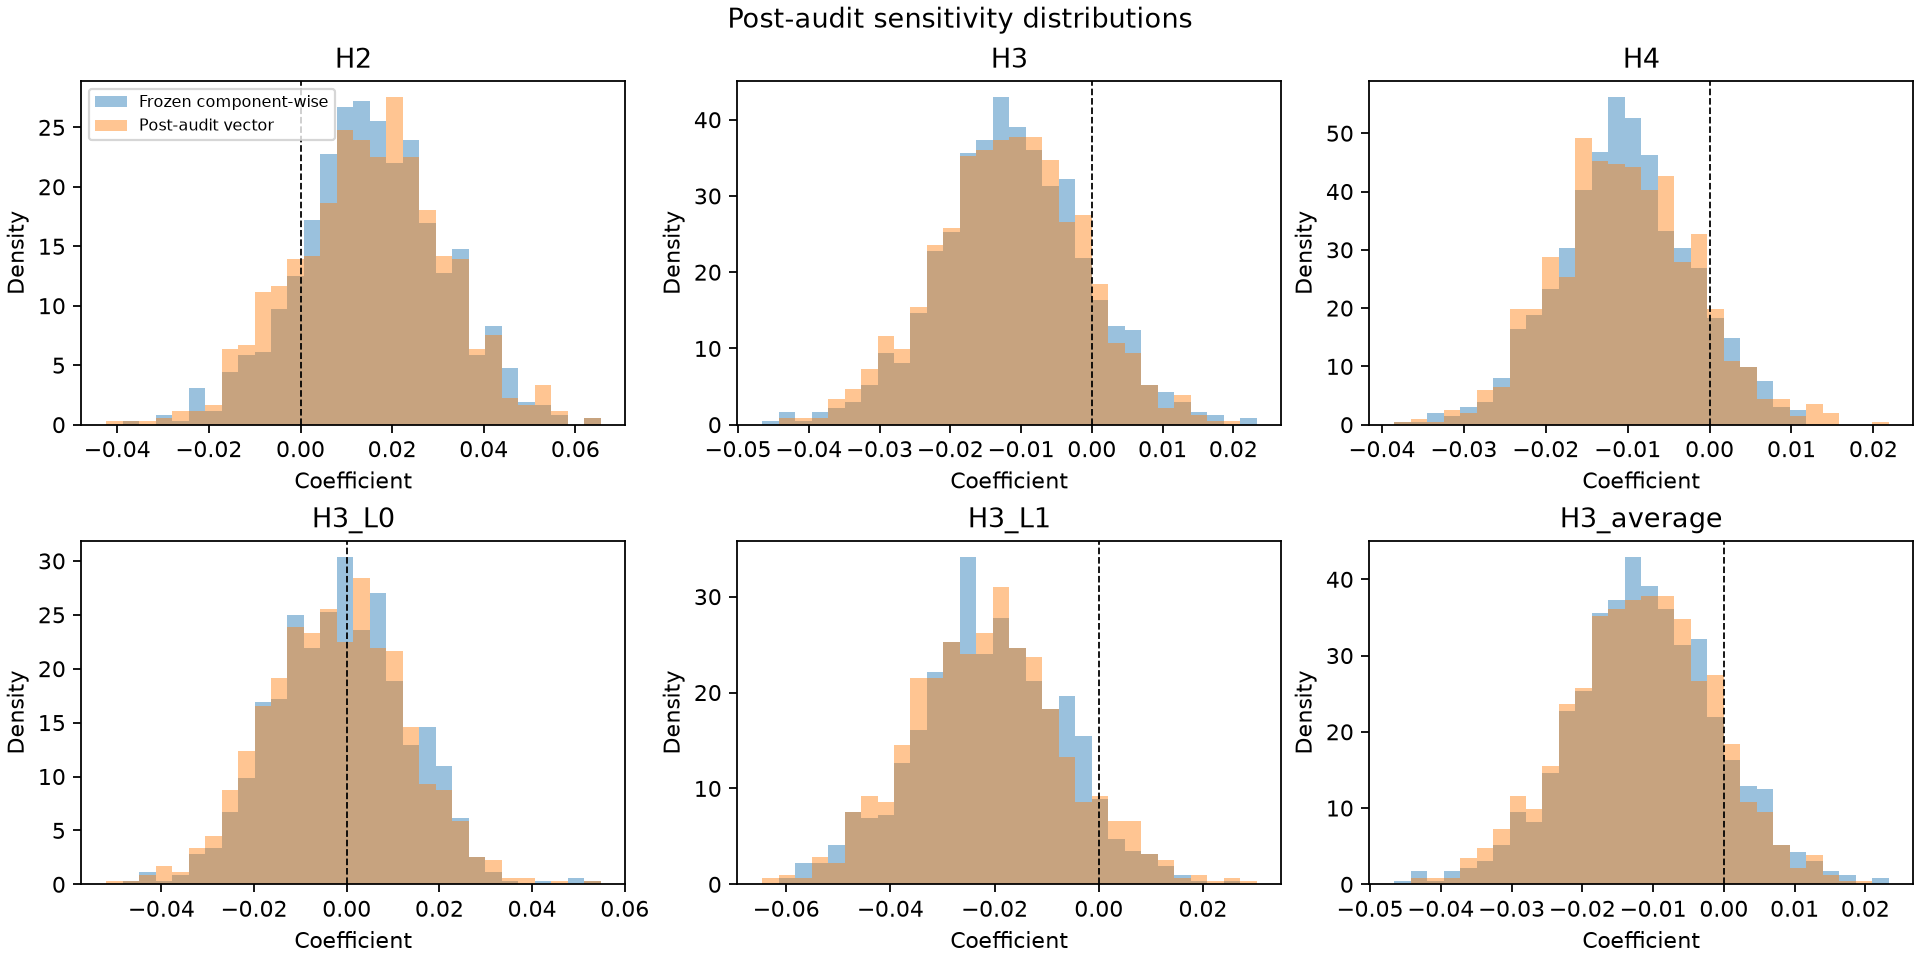 Post-audit sensitivity distributions
H2
Frozen component-wise
Post-audit vector
25
20
15
10
5
0
Density
−0.04 −0.02 0.00 0.02 0.04 0.06
Coefficient
H3
40
30
20
10
0
Density
−0.05 −0.04 −0.03 −0.02 −0.01 0.00 0.01 0.02
Coefficient
H4
50
40
30
20
10
0
Density
−0.04 −0.03 −0.02 −0.01 0.00 0.01 0.02
Coefficient
H3_L0
30
25
20
15
10
5
0
Density
−0.04 −0.02 0.00 0.02 0.04 0.06
Coefficient
H3_L1
30
20
10
0
Density
−0.06 −0.04 −0.02 0.00 0.02
Coefficient
H3_average
40
30
20
10
0
Density
−0.05 −0.04 −0.03 −0.02 −0.01 0.00 0.01 0.02
Coefficient